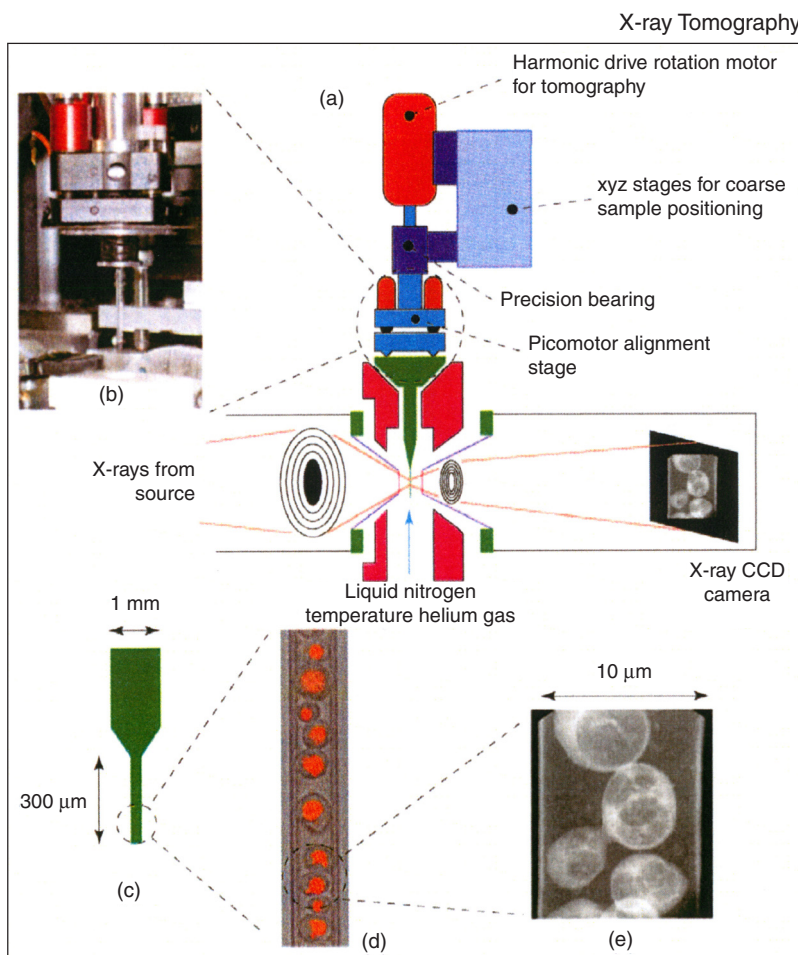 X-ray Tomography
Harmonic drive rotation motor
for tomography
(a)
xyz stages for coarse
sample positioning
Precision bearing
Picomotor alignment
stage
(b)
X-rays from
source
X-ray CCD
camera
Liquid nitrogen
temperature helium gas
1 mm
10 μm
300 μm
(c)
(d)
(e)